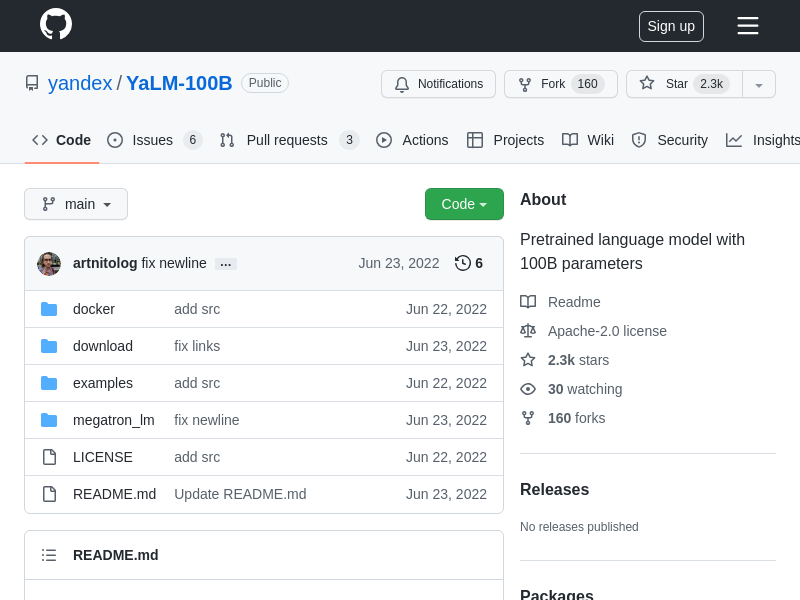 Sign up
yandex / YaLM-100B Public
Notifications Fork 160 Star 2.3k
Code Issues 6 Pull requests 3 Actions Projects Wiki Security Insights
main Code
artnitolog fix newline ... Jun 23, 2022 6
docker add src Jun 22, 2022
download fix links Jun 23, 2022
examples add src Jun 22, 2022
megatron_lm fix newline Jun 23, 2022
LICENSE add src Jun 22, 2022
README.md Update README.md Jun 23, 2022
README.md
About
Pretrained language model with
100B parameters
Readme
Apache-2.0 license
2.3k stars
30 watching
160 forks
Releases
No releases published
Packages